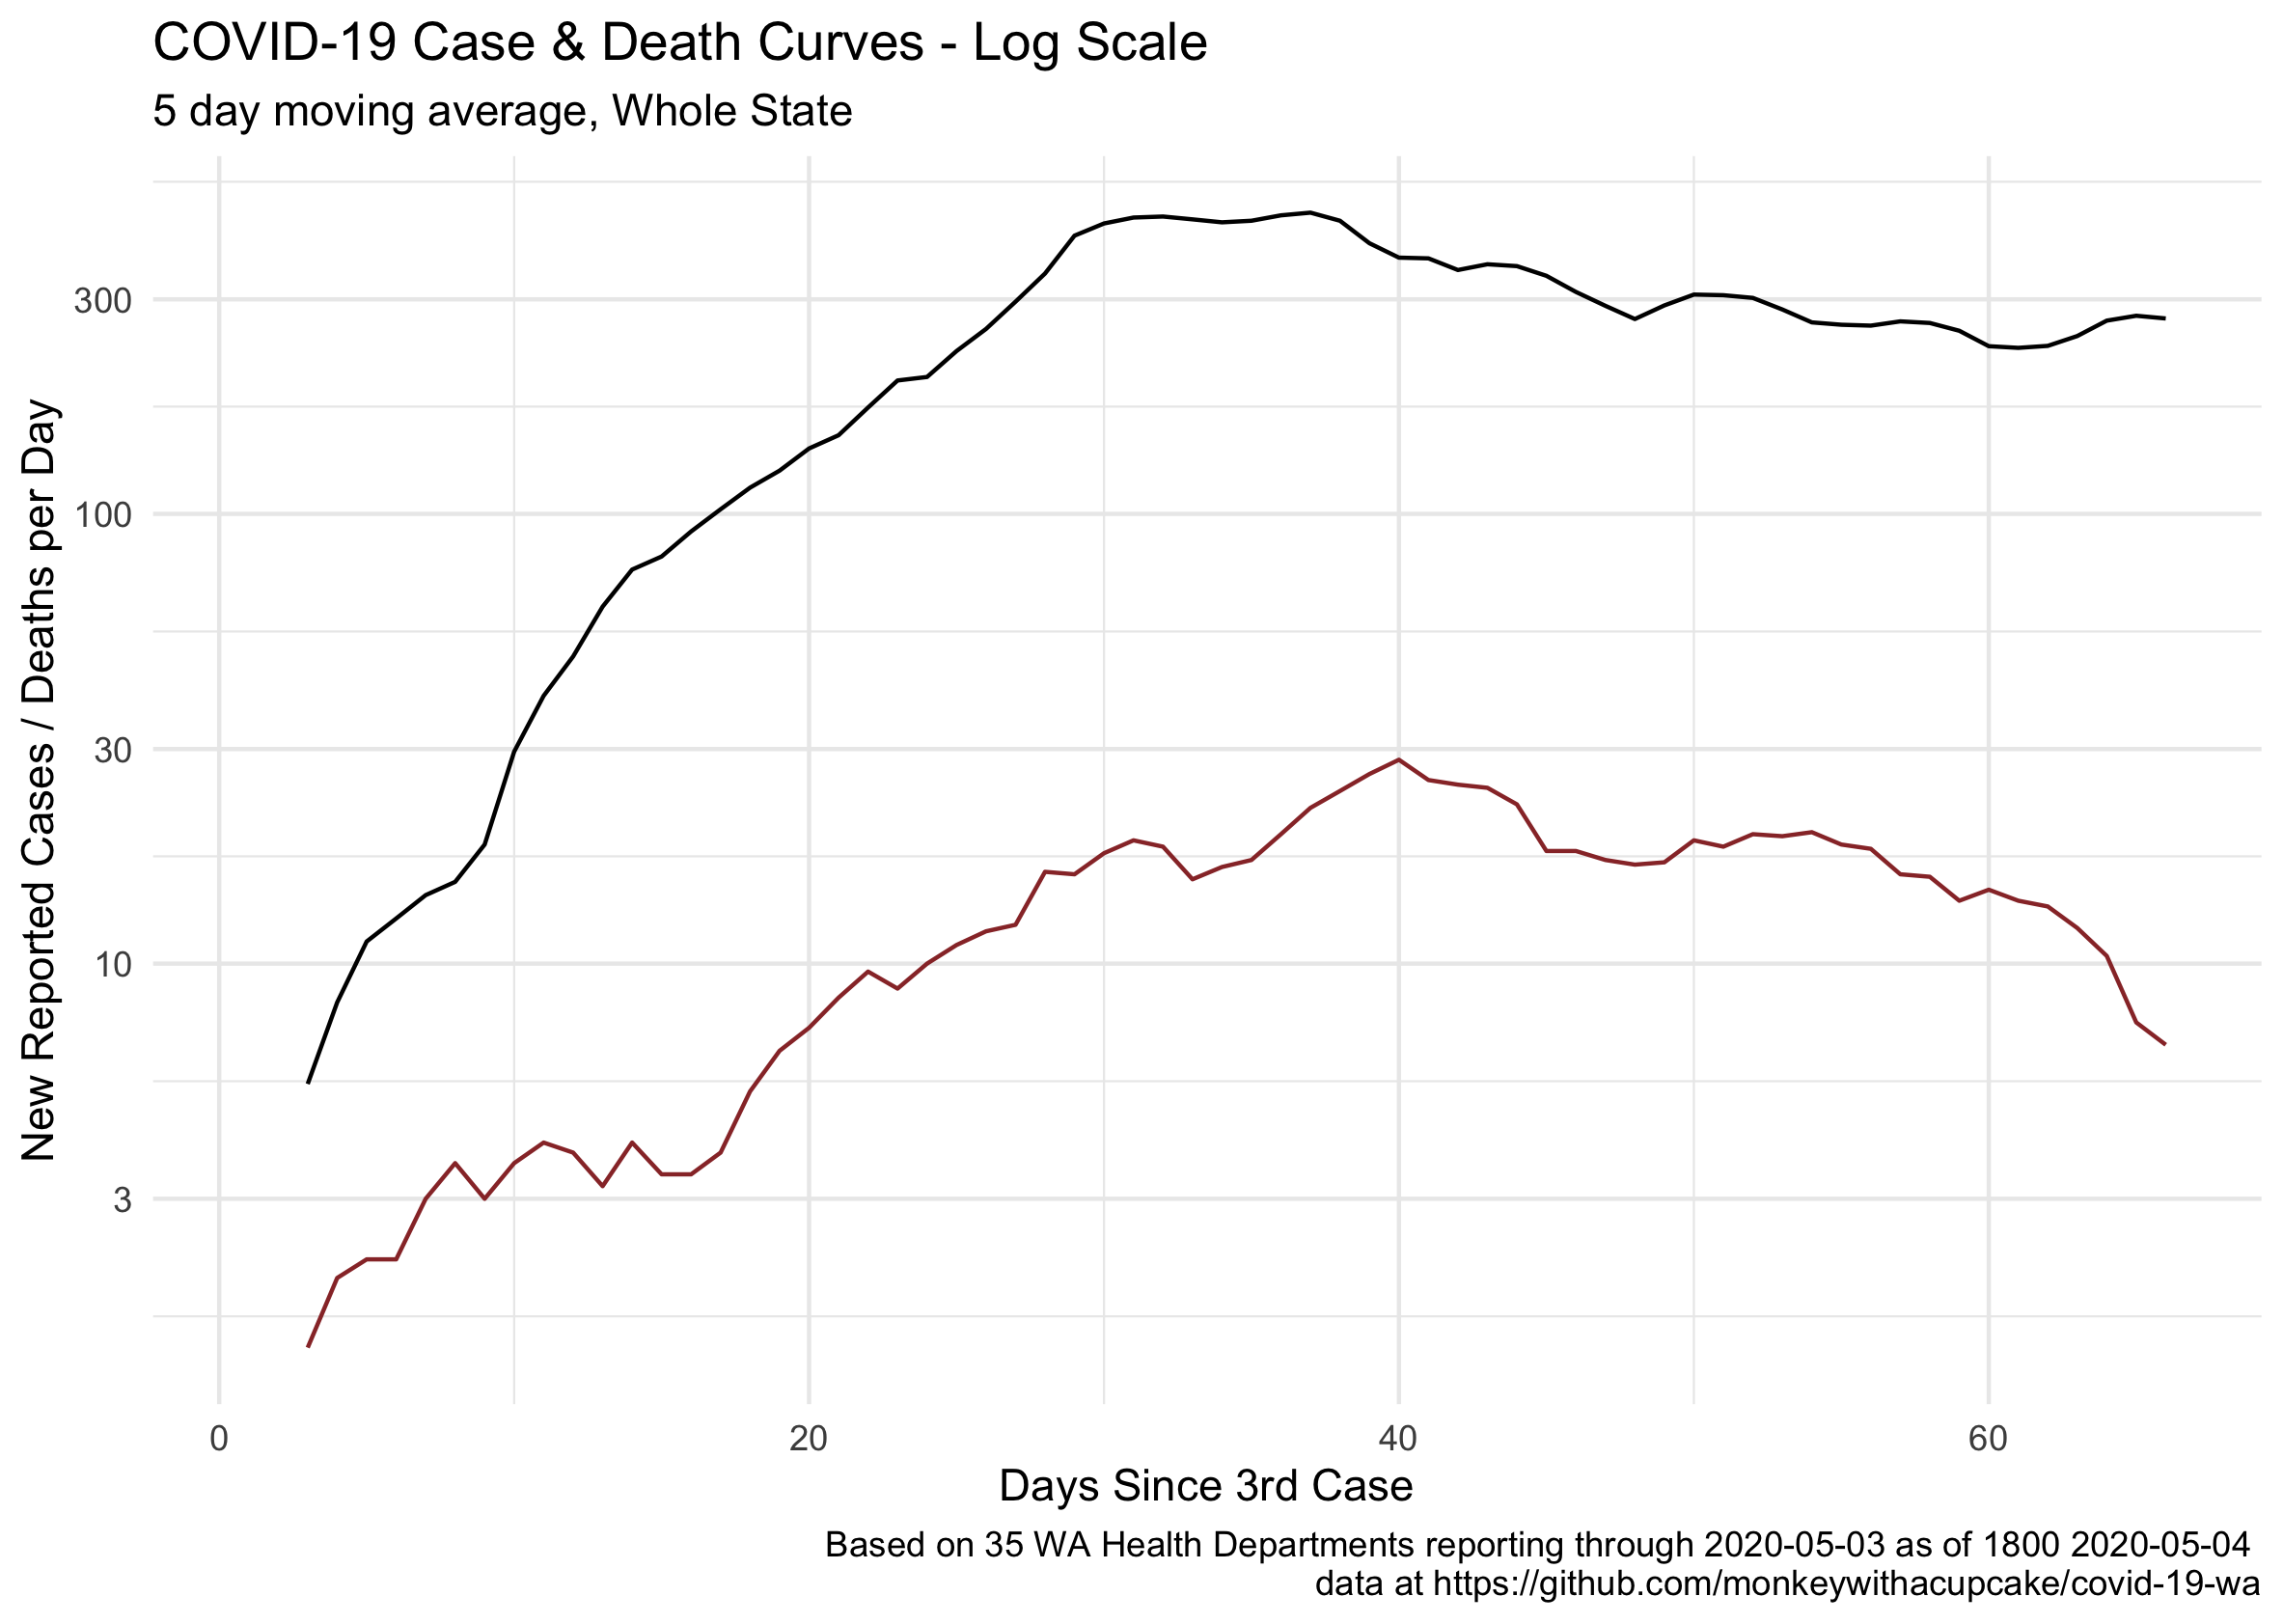 COVID-19 Case & Death Curves - Log Scale
5 day moving average, Whole State
New Reported Cases / Deaths per Day
300
100
30
10
3
0
20
40
60
Days Since 3rd Case
Based on 35 WA Health Departments reporting through 2020-05-03 as of 1800 2020-05-04
data at https://github.com/monkeywithacupcake/covid-19-wa